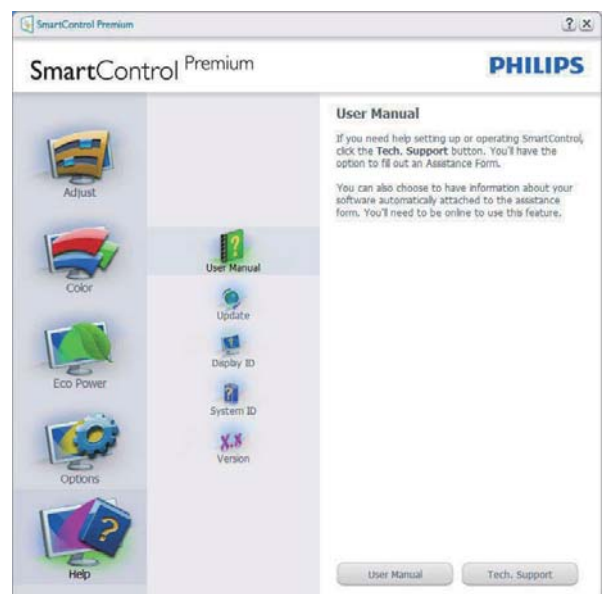 SmartControl Premium
? x
SmartControl Premium
PHILIPS
Adjust
Color
Eco Power
Options
Help
User Manual
Update
Display ID
System ID
X.X
Version
User Manual
If you need help setting up or operating SmartControl,
click the Tech. Support button. You'll have the
option to fill out an Assistance Form.
You can also choose to have information about your
software automatically attached to the assistance
form. You'll need to be online to use this feature.
User Manual
Tech. Support